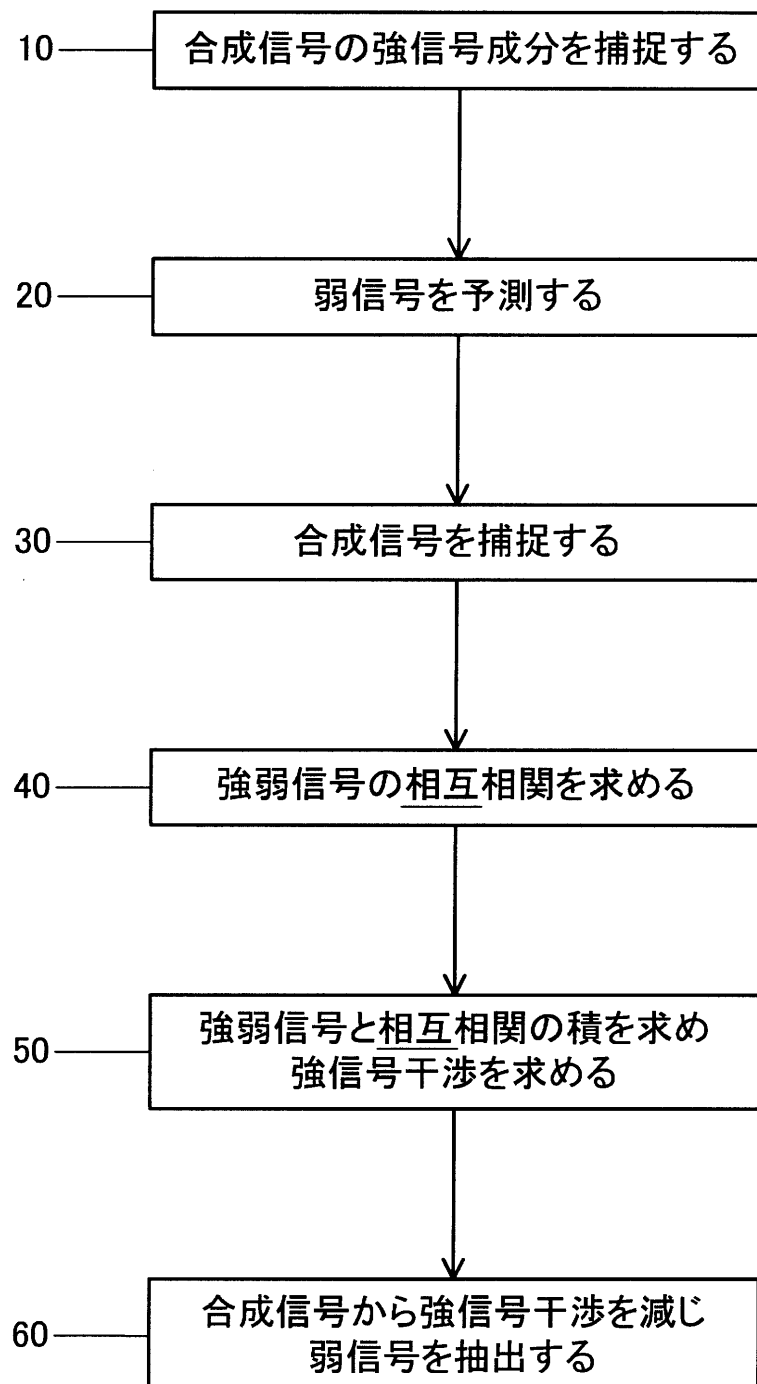 10 合成信号の強信号成分を捕捉する
20 弱信号を予測する
30 合成信号を捕捉する
40 強弱信号の相互相関を求める
50 強弱信号と相互相関の積を求め
強信号干渉を求める
60 合成信号から強信号干渉を減じ
弱信号を抽出する